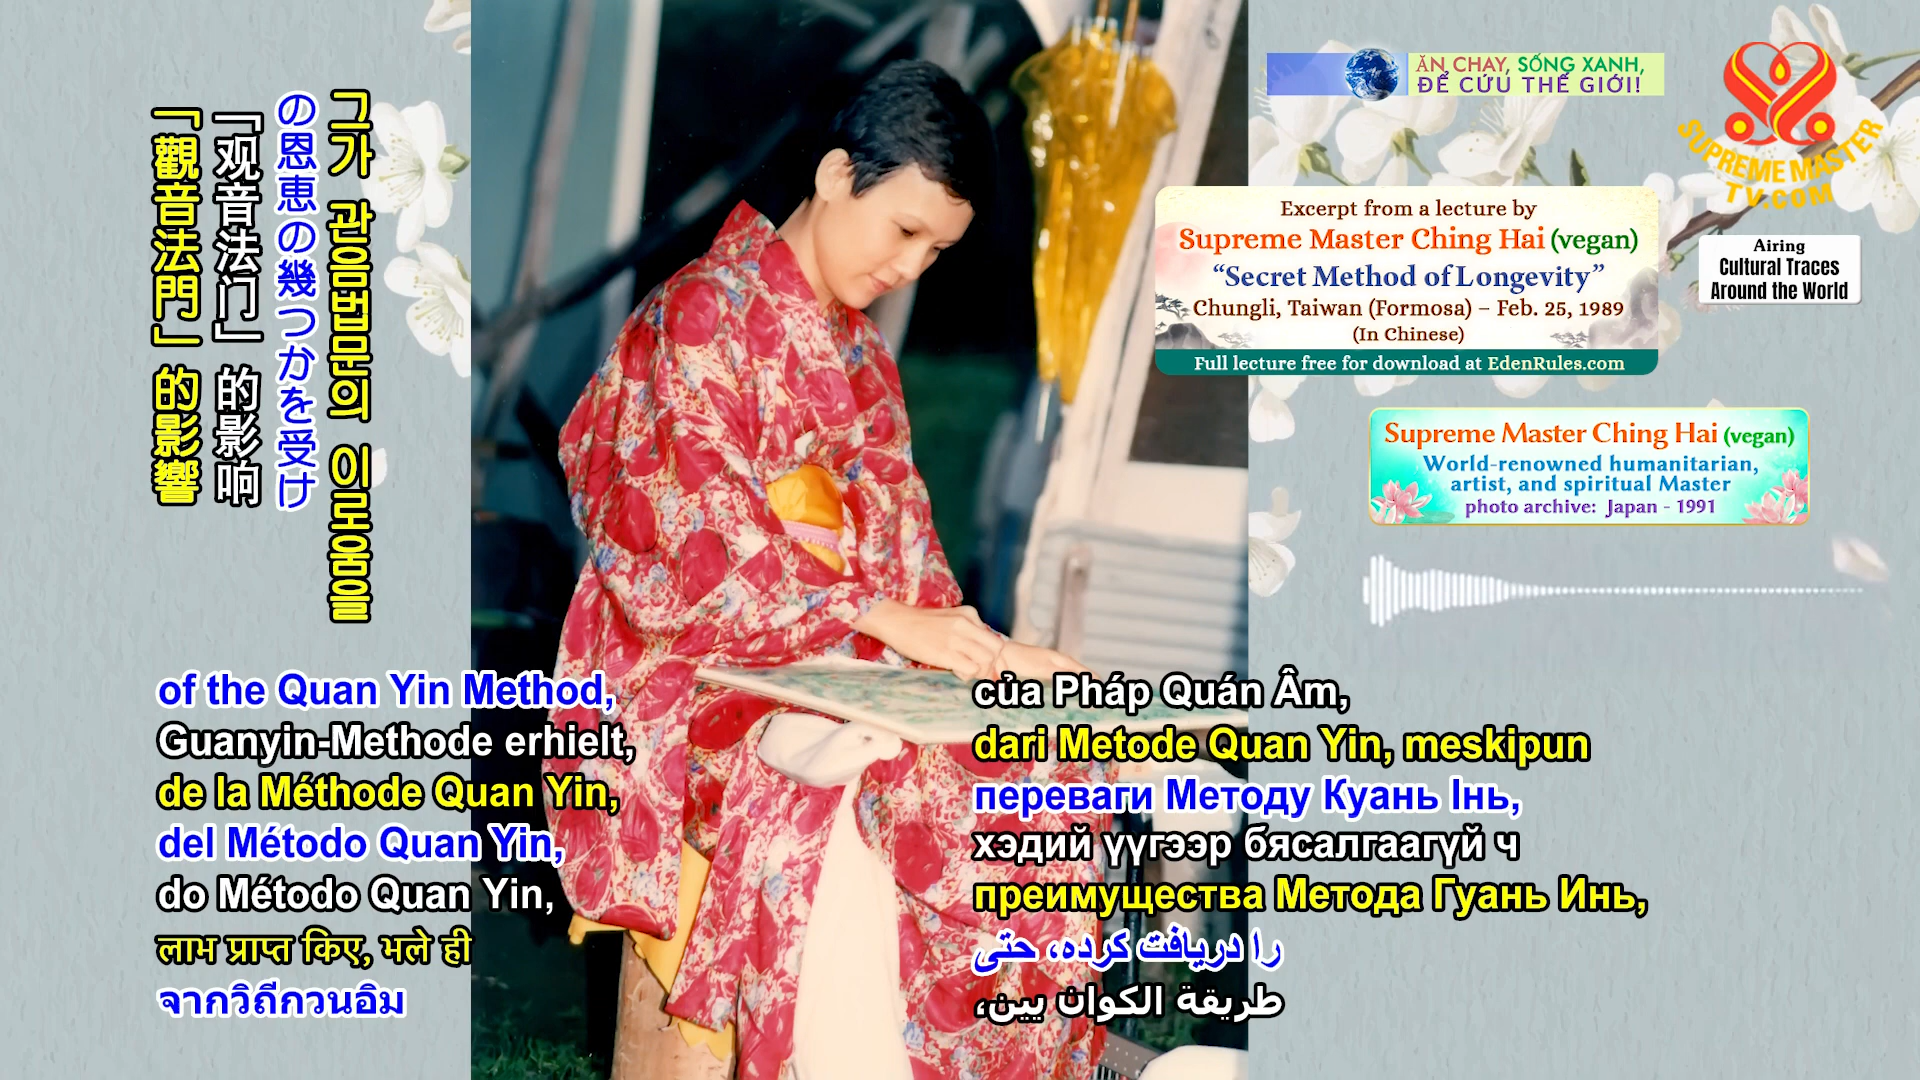 그가 관음법문의 이로움을
の恩恵の幾つかを受け
「观音法门」的影响
「觀音法門」的影響
ĂN CHAY, SỐNG XANH,
ĐỂ CỨU THẾ GIỚI!
SUPREME MASTER
TV.COM
Excerpt from a lecture by
Supreme Master Ching Hai (vegan)
“Secret Method of Longevity”
Chungli, Taiwan (Formosa) – Feb. 25, 1989
(In Chinese)
Full lecture free for download at EdenRules.com
Airing
Cultural Traces
Around the World
Supreme Master Ching Hai (vegan)
World-renowned humanitarian,
artist, and spiritual Master
photo archive: Japan - 1991
of the Quan Yin Method,
Guanyin-Methode erhielt,
de la Méthode Quan Yin,
del Método Quan Yin,
do Método Quan Yin,
लाभ प्राप्त किए, भले ही
จากวิถีกวนอิม
của Pháp Quán Âm,
dari Metode Quan Yin, meskipun
переваги Методу Куань Інь,
хэдий үүгээр бясалгаагүй ч
преимущества Метода Гуань Инь,
را دریافت کرده، حتی
طريقة الكوان يين،